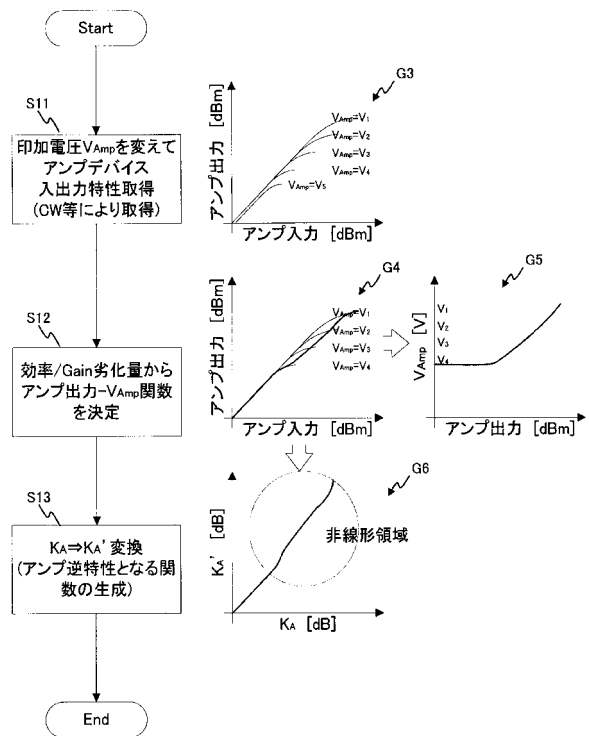 Start
S11
印加電圧VAmpを変えて
アンプデバイス
入出力特性取得
(CW等により取得)
G3
アンプ出力 [dBm]
VAmp=V1
VAmp=V2
VAmp=V3
VAmp=V4
VAmp=V5
アンプ入力 [dBm]
S12
効率/Gain劣化量から
アンプ出力-VAmp関数
を決定
G4
アンプ出力 [dBm]
VAmp=V1
VAmp=V2
VAmp=V3
VAmp=V4
アンプ入力 [dBm]
G5
VAmp [V]
V1
V2
V3
V4
アンプ出力 [dBm]
S13
KA⇒KA'変換
(アンプ逆特性となる関
数の生成)
G6
KA' [dB]
非線形領域
KA [dB]
End